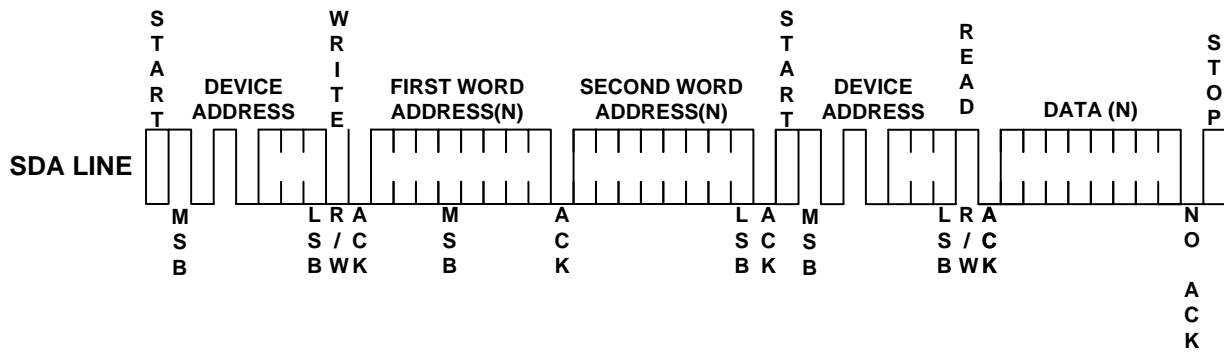 START
WRITE
START
READ
STOP
DEVICE
ADDRESS
FIRST WORD
ADDRESS(N)
SECOND WORD
ADDRESS(N)
DEVICE
ADDRESS
DATA (N)
SDA LINE
MSB
LSB
R/W
ACK
MSB
ACK
LSB
ACK
MSB
LSB
R/W
ACK
NO ACK